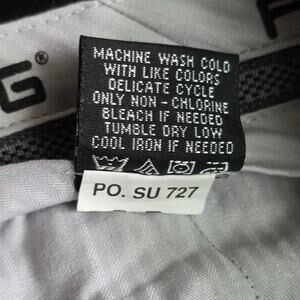 G®
MACHINE WASH COLD
WITH LIKE COLORS
DELICATE CYCLE
ONLY NON - CHLORINE
BLEACH IF NEEDED
TUMBLE DRY LOW
COOL IRON IF NEEDED
PO. SU 727